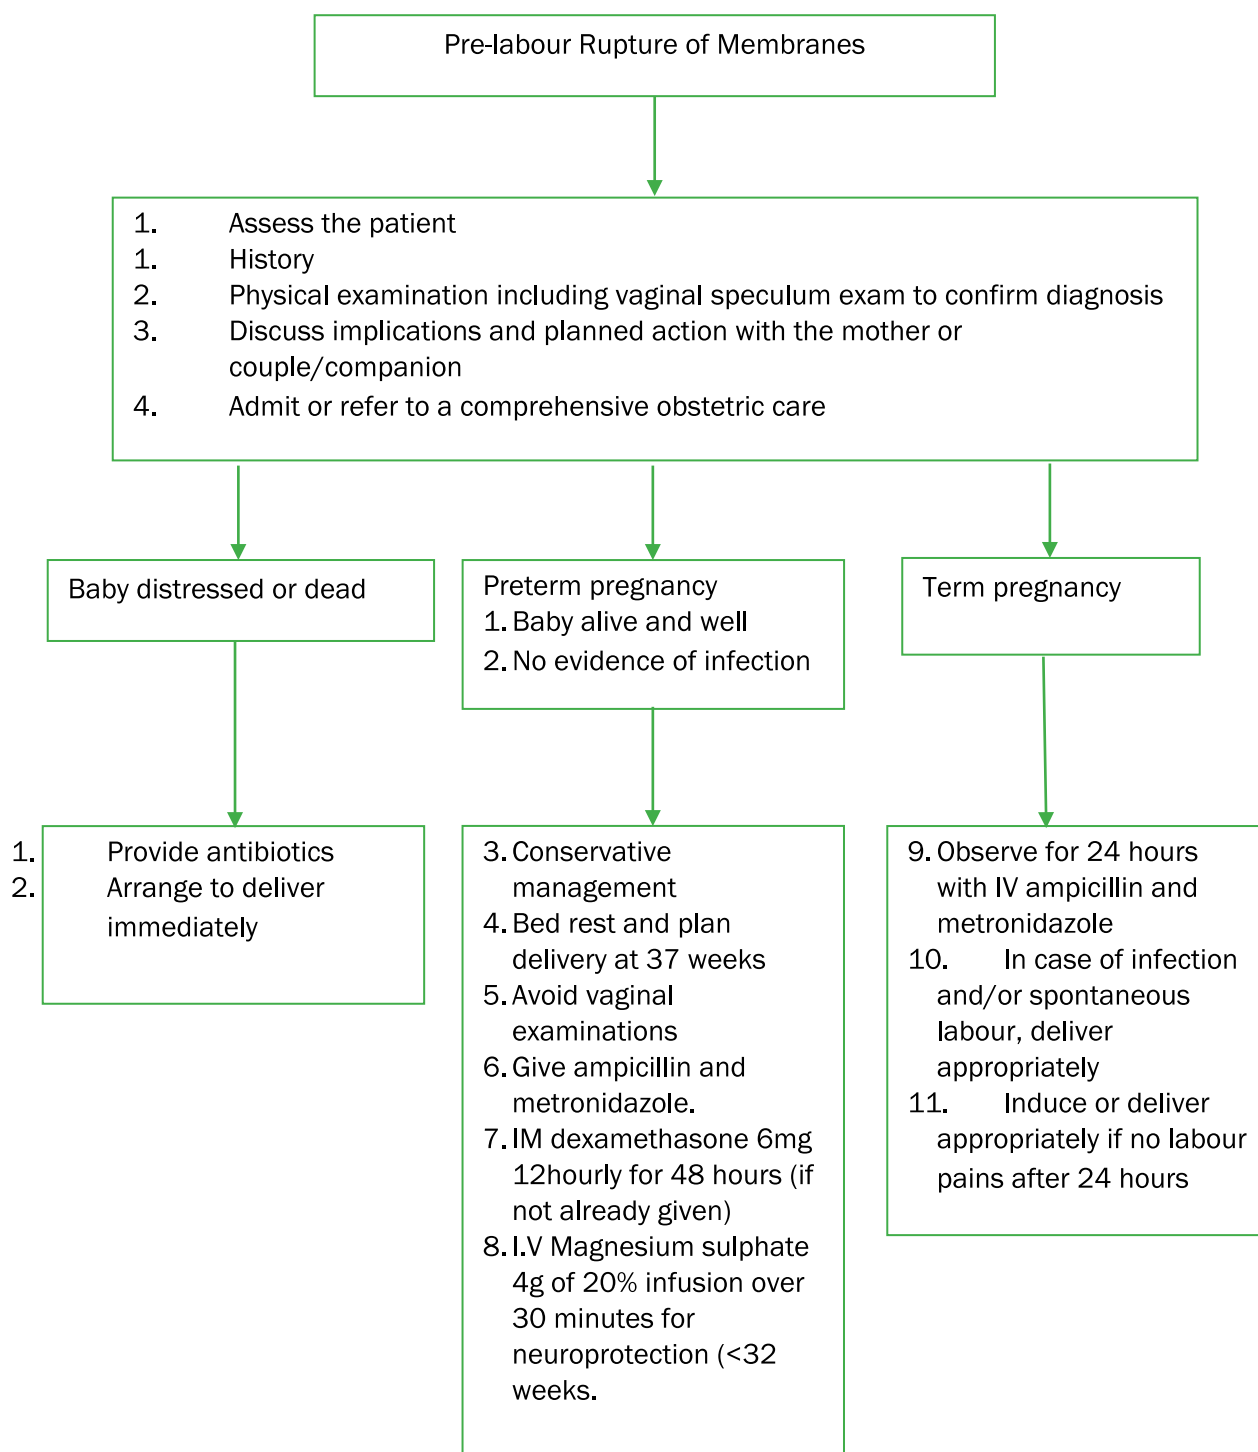 Pre-labour Rupture of Membranes
1. Assess the patient
1. History
2. Physical examination including vaginal speculum exam to confirm diagnosis
3. Discuss implications and planned action with the mother or
couple/companion
4. Admit or refer to a comprehensive obstetric care
Baby distressed or dead
Preterm pregnancy
1. Baby alive and well
2. No evidence of infection
Term pregnancy
1. Provide antibiotics
2. Arrange to deliver
immediately
3. Conservative
management
4. Bed rest and plan
delivery at 37 weeks
5. Avoid vaginal
examinations
6. Give ampicillin and
metronidazole.
7. IM dexamethasone 6mg
12hourly for 48 hours (if
not already given)
8. I.V Magnesium sulphate
4g of 20% infusion over
30 minutes for
neuroprotection (<32
weeks.
9. Observe for 24 hours
with IV ampicillin and
metronidazole
10. In case of infection
and/or spontaneous
labour, deliver
appropriately
11. Induce or deliver
appropriately if no labour
pains after 24 hours